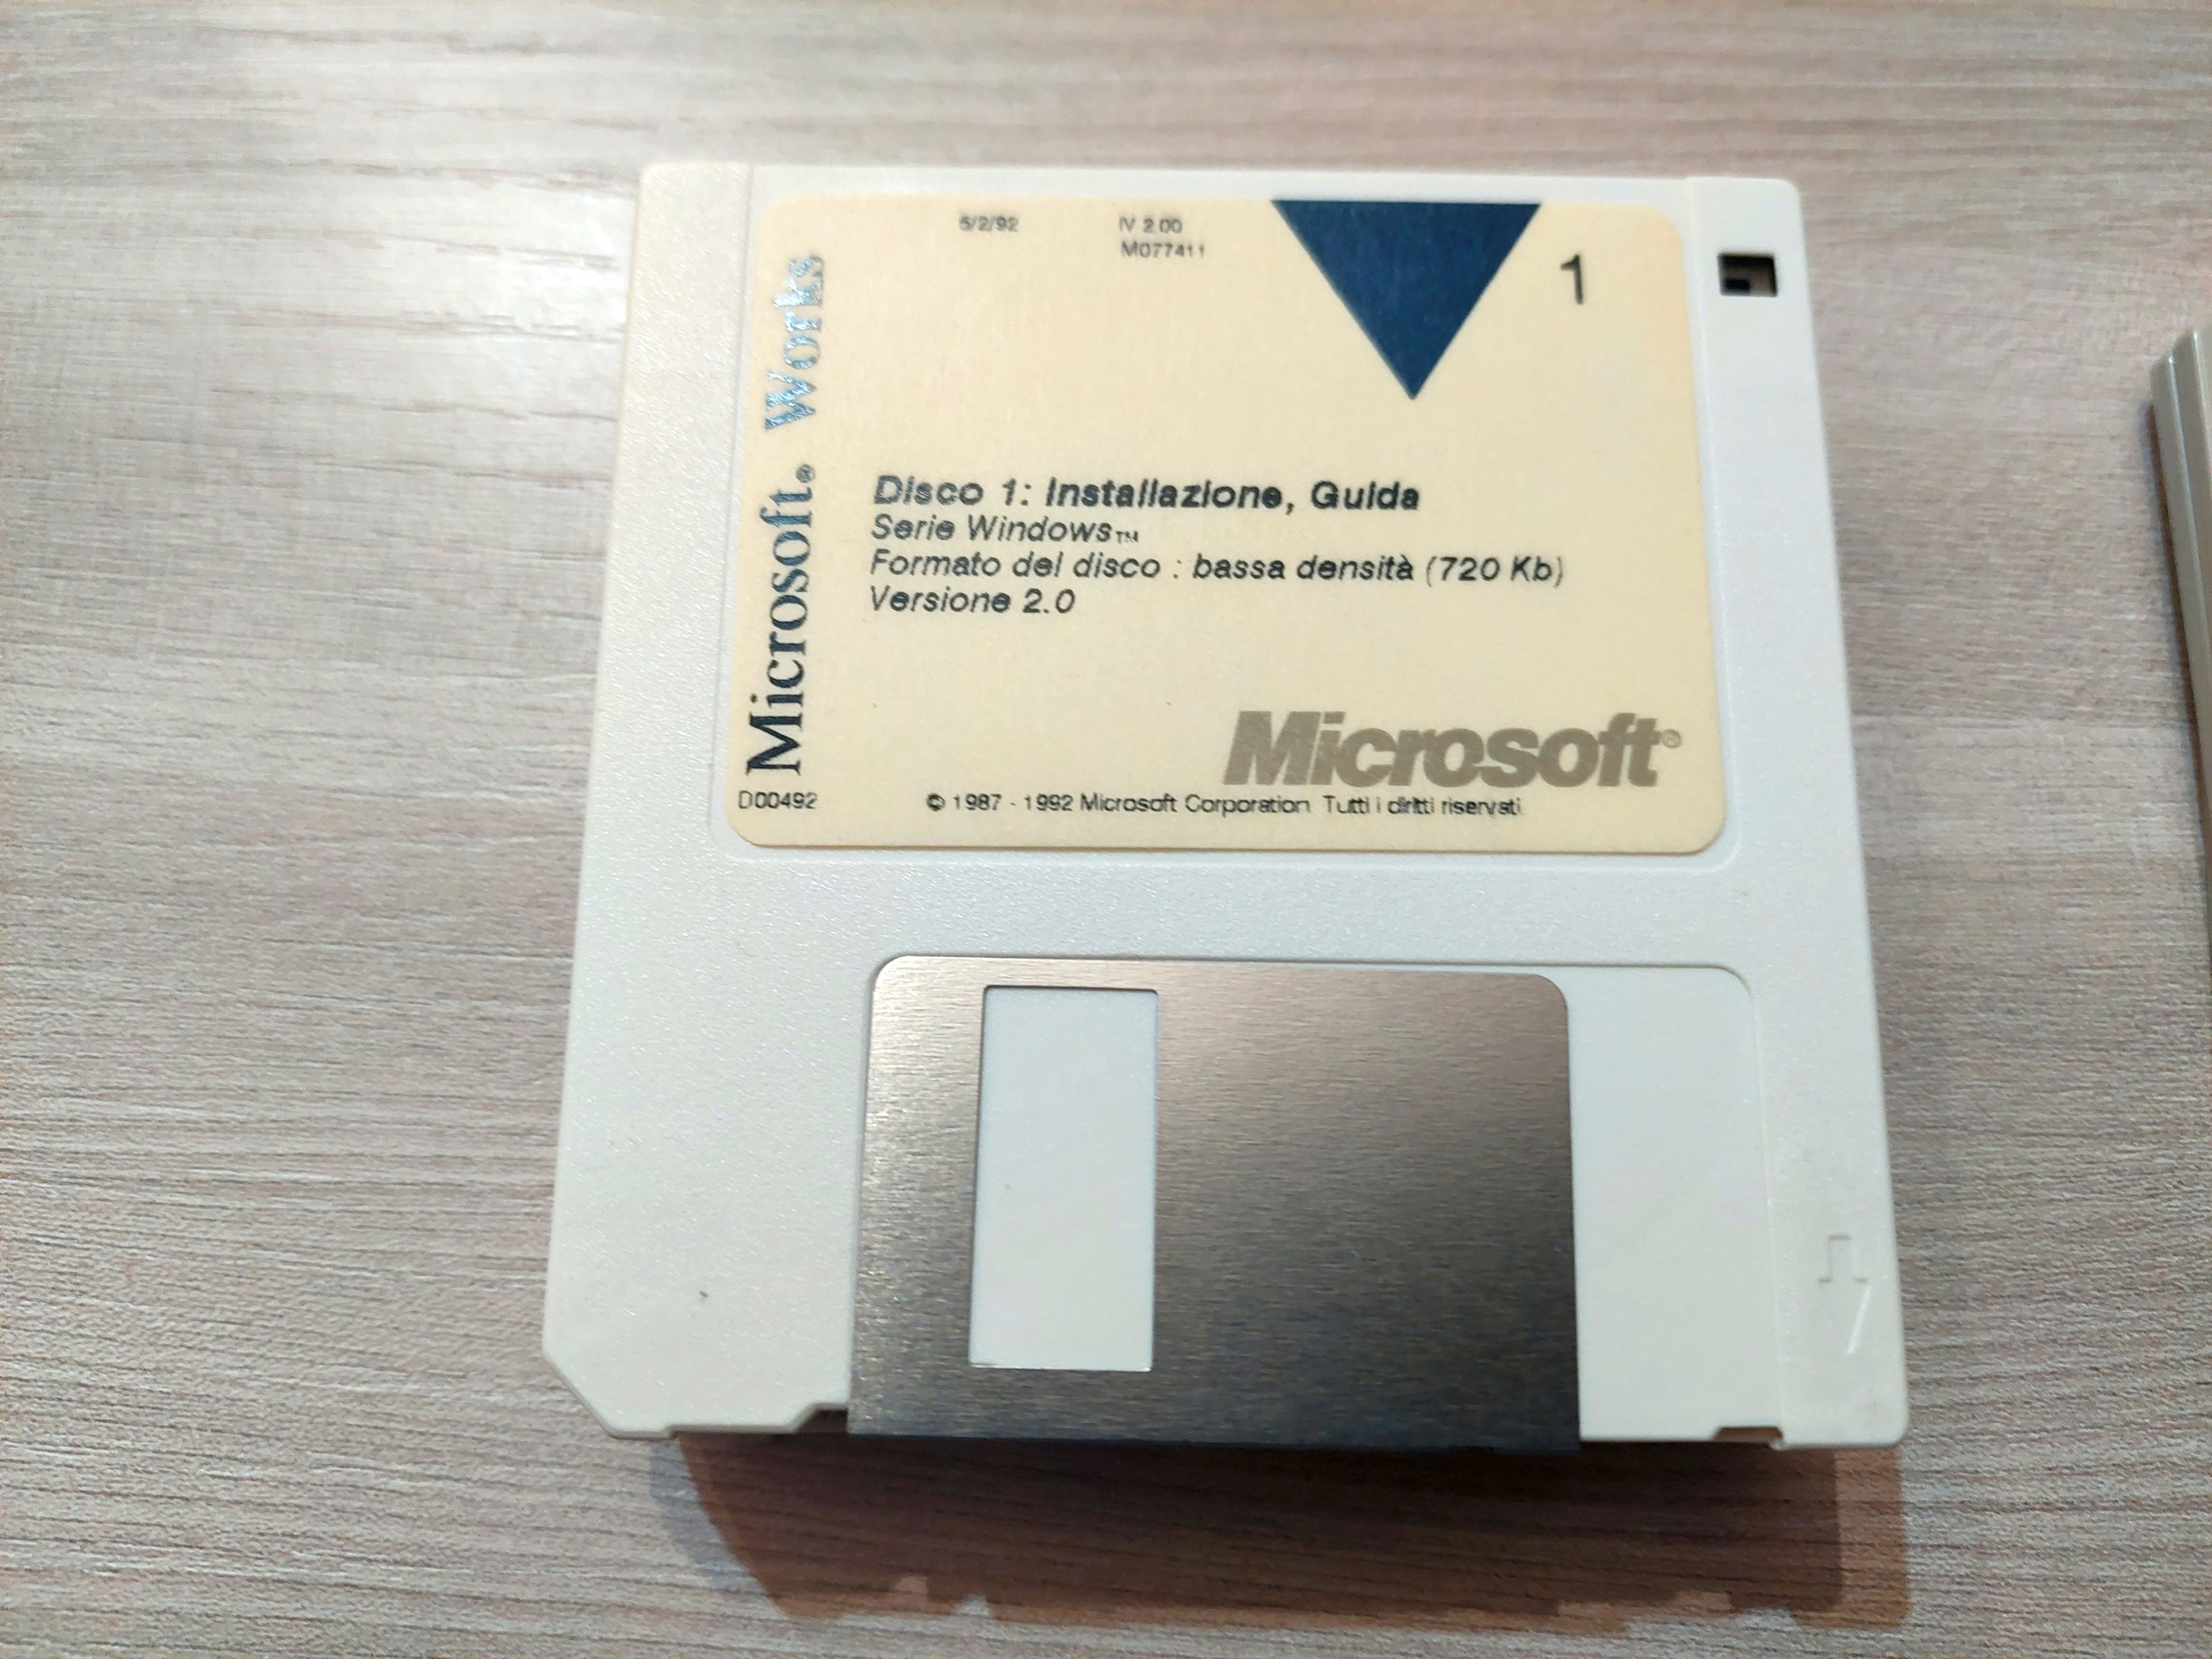 5/2/92 IV 2.00
M077411
1
Microsoft® Works
Disco 1: Installazione, Guida
Serie Windows™
Formato del disco : bassa densità (720 Kb)
Versione 2.0
Microsoft®
D00492
© 1987 - 1992 Microsoft Corporation Tutti i diritti riservati